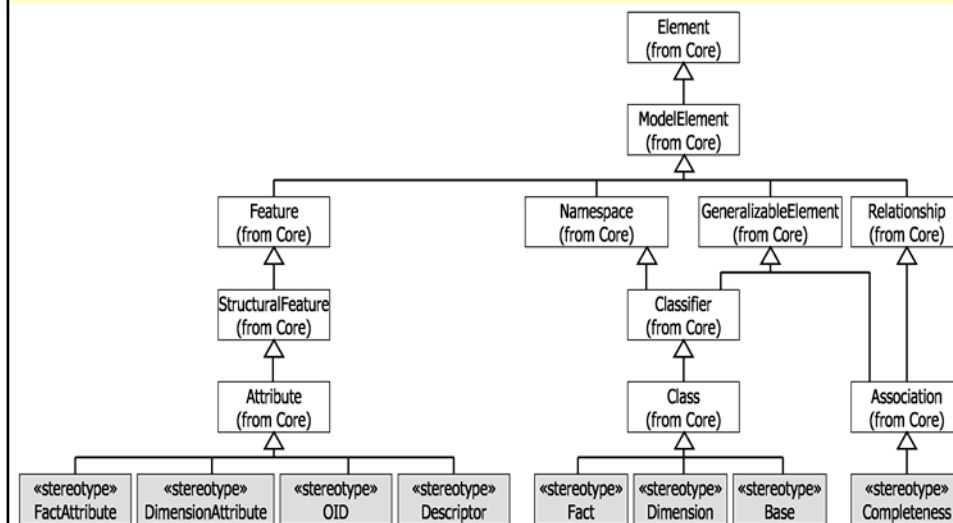 Element
(from Core)
ModelElement
(from Core)
Feature
(from Core)
Namespace
(from Core)
GeneralizableElement
(from Core)
Relationship
(from Core)
StructuralFeature
(from Core)
Classifier
(from Core)
Attribute
(from Core)
Class
(from Core)
Association
(from Core)
«stereotype»
FactAttribute
«stereotype»
DimensionAttribute
«stereotype»
OID
«stereotype»
Descriptor
«stereotype»
Fact
«stereotype»
Dimension
«stereotype»
Base
«stereotype»
Completeness